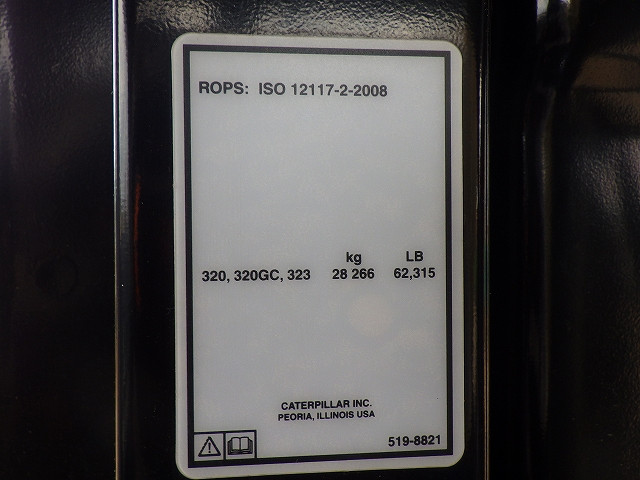 ROPS: ISO 12117-2-2008
kg LB
320, 320GC, 323 28 266 62,315
CATERPILLAR INC.
PEORIA, ILLINOIS USA
519-8821